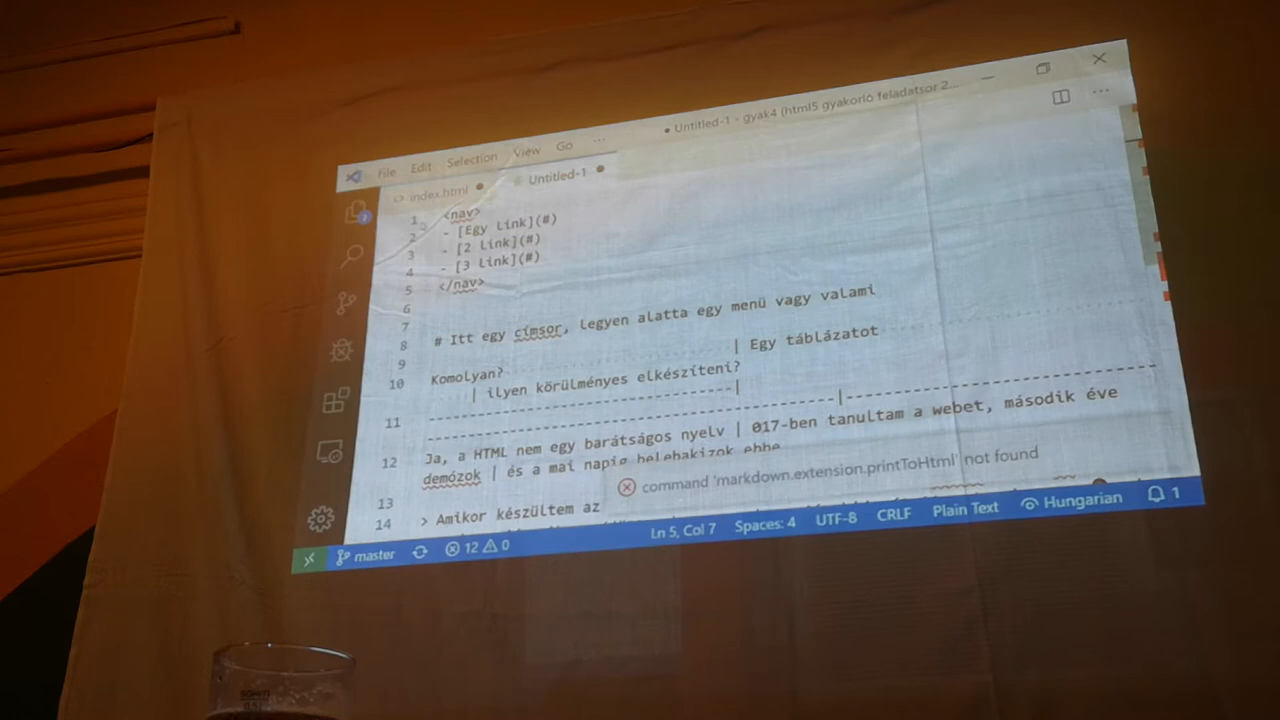 File Edit Selection View Go ...
● Untitled-1 - gyak4 (html5 gyakorló feladatsor 2...
<> index.html ●
Untitled-1 ●
1 <nav>
2 - [Egy Link](#)
3 - [2 Link](#)
4 - [3 Link](#)
5 </nav>
6
7
8 # Itt egy címsor, legyen alatta egy menü vagy valami
9
10 Komolyan? | Egy táblázatot
| ilyen körülményes elkészíteni?
11 -----------------------------------|
-----------------------------------------------|-----------------------------------
12 Ja, a HTML nem egy barátságos nyelv | 017-ben tanultam a webet, második éve
demózok | és a mai napig belehakizok ebbe
13
14 > Amikor készültem az
command 'markdown.extension.printToHtml' not found
master 12 0 Ln 5, Col 7 Spaces: 4 UTF-8 CRLF Plain Text Hungarian 1